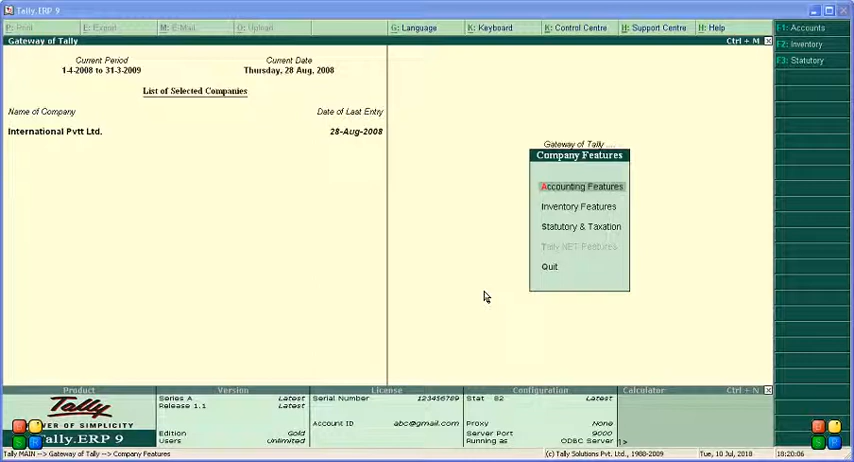 Tally.ERP 9
P: Print
E: Export
M: E-Mail
O: Upload
G: Language
K: Keyboard
K: Control Centre
H: Support Centre
H: Help
F1: Accounts
F2: Inventory
F3: Statutory
Gateway of Tally
Ctrl + M
Current Period
Current Date
1-4-2008 to 31-3-2009
Thursday, 28 Aug, 2008
List of Selected Companies
Name of Company
Date of Last Entry
International Pvtt Ltd.
28-Aug-2008
Gateway of Tally ...
Company Features
Accounting Features
Inventory Features
Statutory & Taxation
Tally.NET Features
Quit
Product
Version
License
Configuration
Calculator
Ctrl + N
Tally
POWER OF SIMPLICITY
Tally.ERP 9
Series A Latest
Release 1.1 Latest
Edition Gold
Users Unlimited
Serial Number 123456789
Account ID abc@gmail.com
Stat 82 Latest
Proxy None
Server Port 9000
Running as ODBC Server
1>
Tally MAIN --> Gateway of Tally --> Company Features
(c) Tally Solutions Pvt. Ltd., 1988-2009
Tue, 10 Jul, 2018
18:20:06